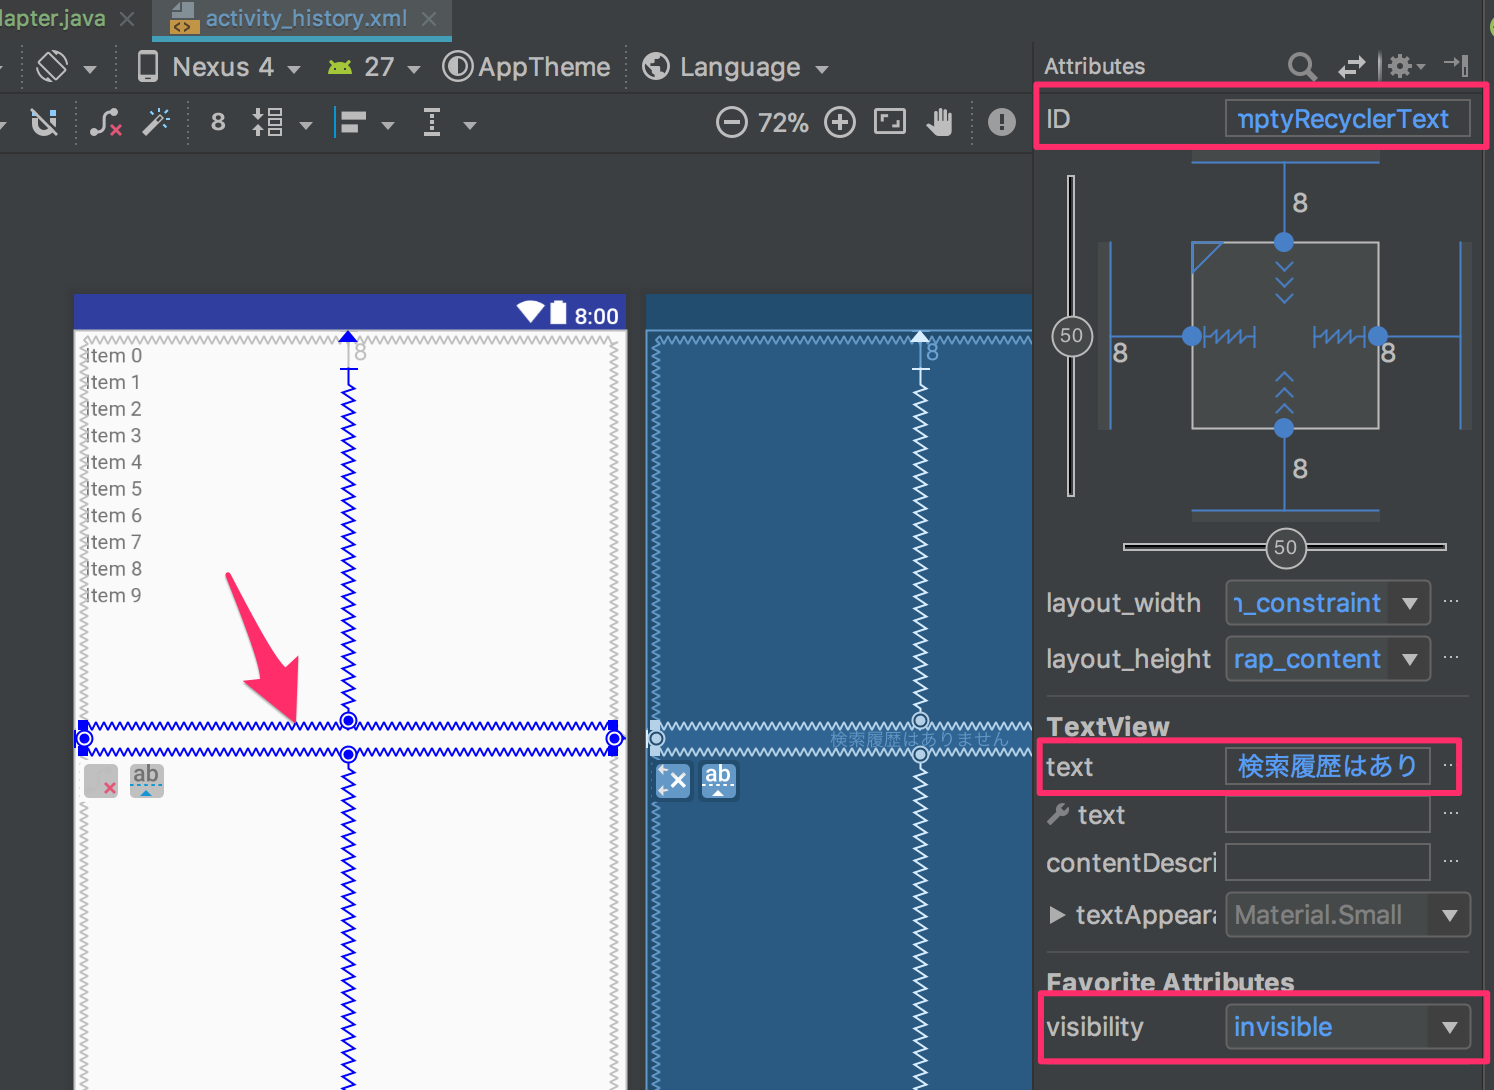 lapter.java
activity_history.xml
Nexus 4
27
AppTheme
Language
8
72%
8:00
Item 0
Item 1
Item 2
Item 3
Item 4
Item 5
Item 6
Item 7
Item 8
Item 9
8
ab
8
検索履歴はありません
ab
Attributes
ID mptyRecyclerText
8
50
8
8
8
50
layout_width n_constraint
layout_height rap_content
TextView
text 検索履歴はあり
text
contentDescri
textAppeara Material.Small
Favorite Attributes
visibility invisible